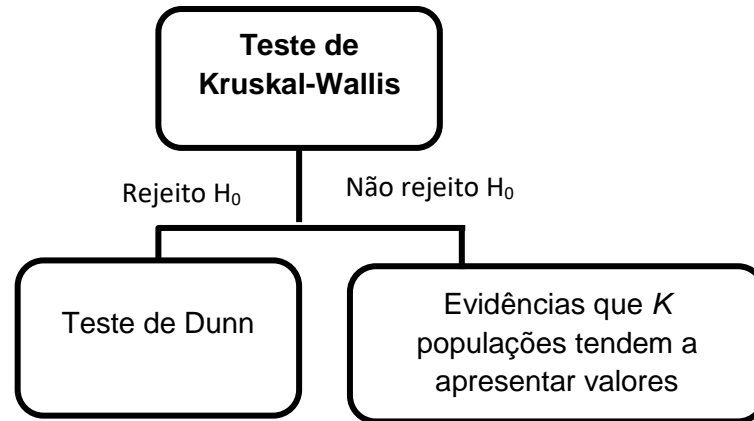 Teste de
Kruskal-Wallis
Rejeito H₀
Não rejeito H₀
Teste de Dunn
Evidências que K
populações tendem a
apresentar valores